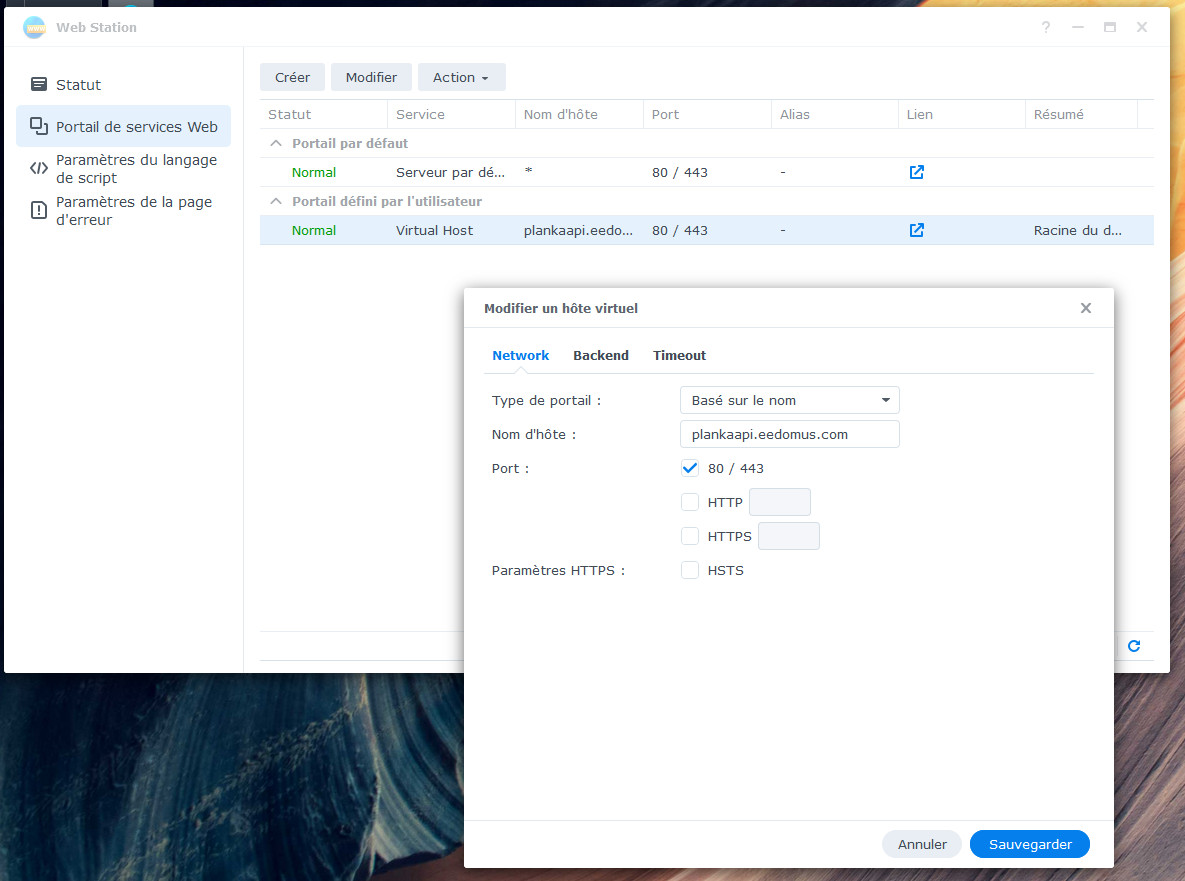 Web Station
Statut
Portail de services Web
Paramètres du langage
de script
Paramètres de la page
d'erreur
Créer
Modifier
Action
Statut
Service
Nom d'hôte
Port
Alias
Lien
Résumé
Portail par défaut
Normal
Serveur par dé...
*
80 / 443
-
Portail défini par l'utilisateur
Normal
Virtual Host
plankaapi.eedo...
80 / 443
-
Racine du d...
Modifier un hôte virtuel
Network
Backend
Timeout
Type de portail :
Basé sur le nom
Nom d'hôte :
plankaapi.eedomus.com
Port :
80 / 443
HTTP
HTTPS
Paramètres HTTPS :
HSTS
Annuler
Sauvegarder